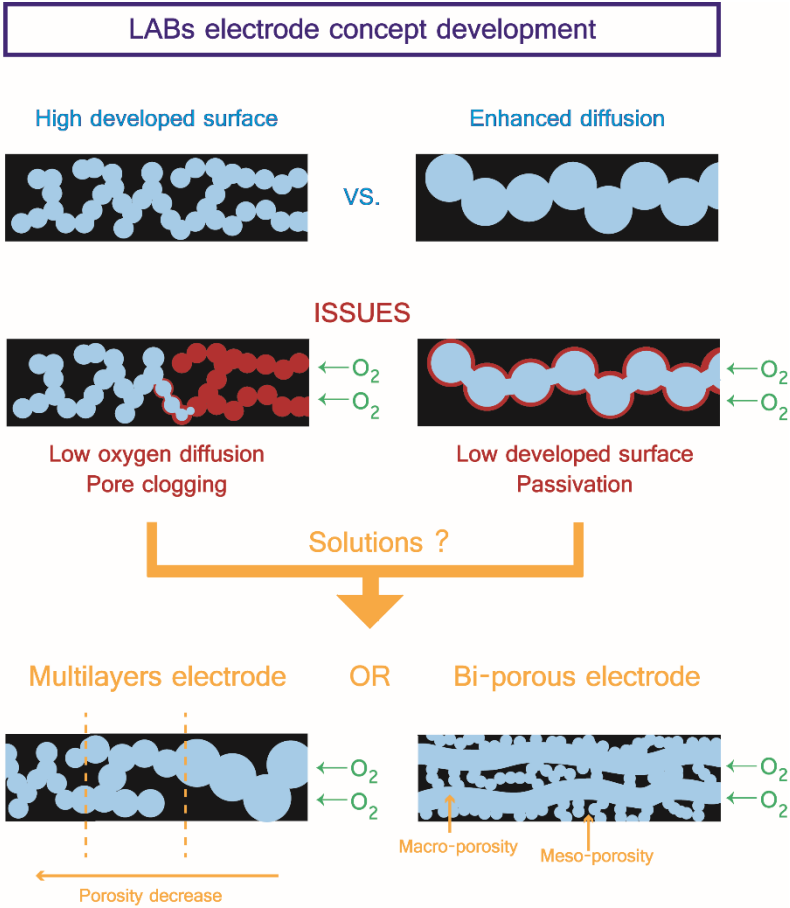 LABs electrode concept development
High developed surface
Enhanced diffusion
VS.
ISSUES
←O2
←O2
←O2
←O2
Low oxygen diffusion
Pore clogging
Low developed surface
Passivation
Solutions ?
Multilayers electrode
OR
Bi-porous electrode
←O2
←O2
←O2
←O2
Macro-porosity
Meso-porosity
Porosity decrease